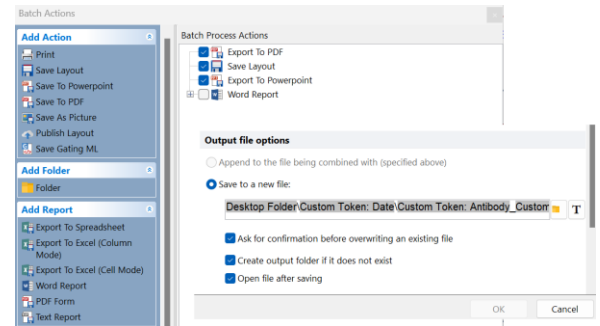 Batch Actions
Add Action
Print
Save Layout
Save To Powerpoint
Save To PDF
Save As Picture
Publish Layout
Save Gating ML
Add Folder
Folder
Add Report
Export To Spreadsheet
Export To Excel (Column
Mode)
Export To Excel (Cell Mode)
Word Report
PDF Form
Text Report
Batch Process Actions
Export To PDF
Save Layout
Export To Powerpoint
Word Report
Output file options
Append to the file being combined with (specified above)
Save to a new file:
Desktop Folder\Custom Token: Date\Custom Token: Antibody_Custom
T
Ask for confirmation before overwriting an existing file
Create output folder if it does not exist
Open file after saving
OK
Cancel